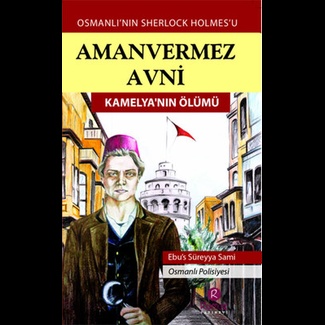 OSMANLI'NIN SHERLOCK HOLMES'U
AMANVERMEZ
AVNİ
KAMELYA'NIN ÖLÜMÜ
Ebu's Süreyya Sami
Osmanlı Polisiyesi
R